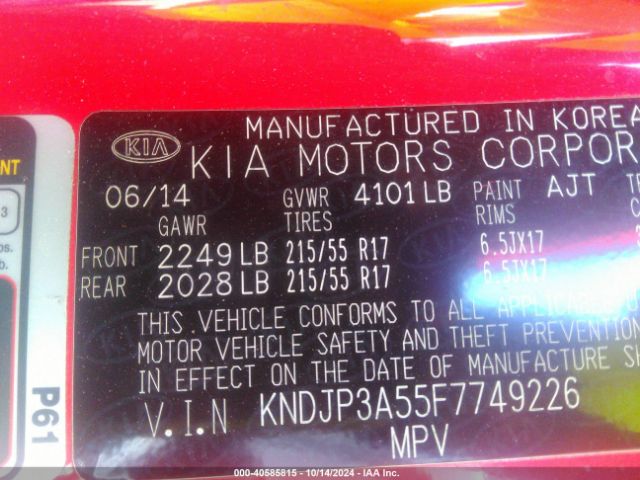 MANUFACTURED IN KOREA
KIA
KIA MOTORS CORPOR
06/14 GVWR 4101 LB PAINT AJT
GAWR TIRES RIMS
FRONT 2249 LB 215/55 R17 6.5JX17
REAR 2028 LB 215/55 R17 6.5JX17
THIS VEHICLE CONFORMS TO ALL APPLICABLE
MOTOR VEHICLE SAFETY AND THEFT PREVENTION
IN EFFECT ON THE DATE OF MANUFACTURE SH
V.I.N KNDJP3A55F7749226
MPV
P61
3
000-40585815 - 10/14/2024 - IAA Inc.